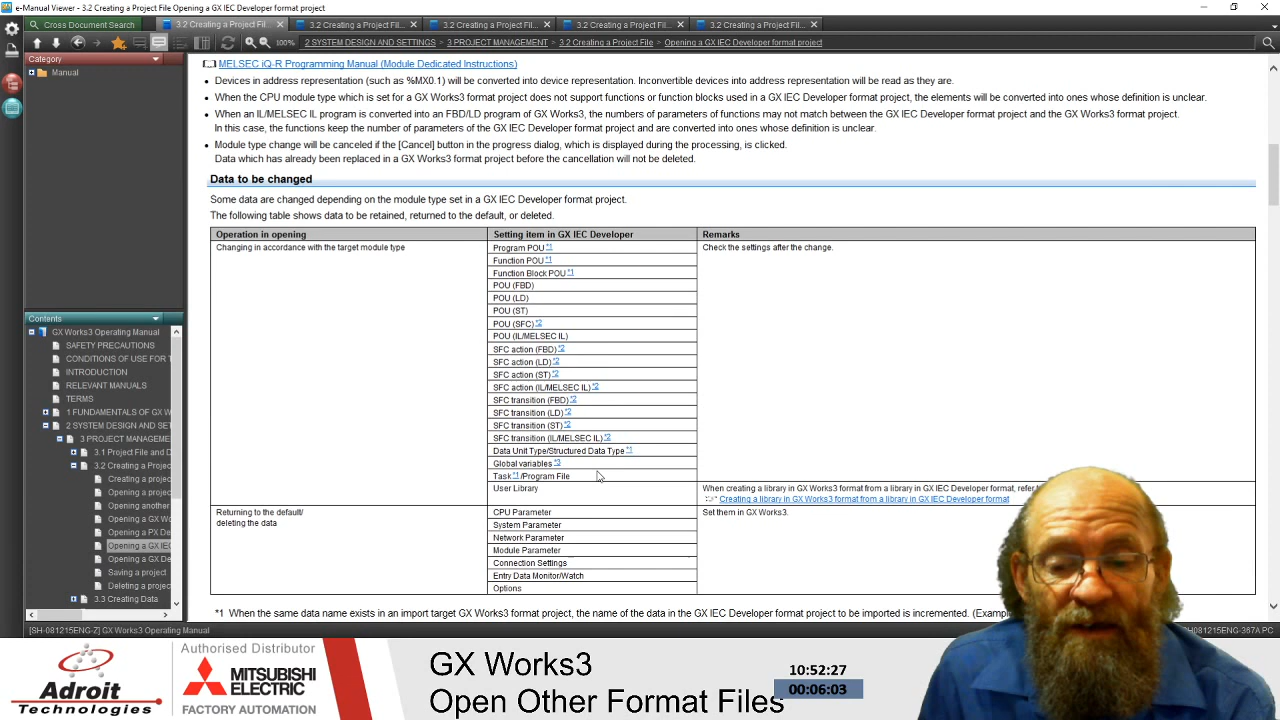 e-Manual Viewer - 3.2 Creating a Project File Opening a GX IEC Developer format project
Cross Document Search
3.2 Creating a Project Fil...
3.2 Creating a Project Fil...
3.2 Creating a Project Fil...
3.2 Creating a Project Fil...
3.2 Creating a Project Fil...
100%
2 SYSTEM DESIGN AND SETTINGS > 3 PROJECT MANAGEMENT > 3.2 Creating a Project File > Opening a GX IEC Developer format project
Category
Manual
Contents
GX Works3 Operating Manual
SAFETY PRECAUTIONS
CONDITIONS OF USE FOR T
INTRODUCTION
RELEVANT MANUALS
TERMS
1 FUNDAMENTALS OF GX W
2 SYSTEM DESIGN AND SET
3 PROJECT MANAGEME
3.1 Project File and D
3.2 Creating a Projec
Creating a projec
Opening a projec
Opening another
Opening a GX Wo
Opening a PX De
Opening a GX IEC
Opening a GX De
Saving a project
Deleting a projec
3.3 Creating Data
MELSEC iQ-R Programming Manual (Module Dedicated Instructions)
• Devices in address representation (such as %MX0.1) will be converted into device representation. Inconvertible devices into address representation will be read as they are.
• When the CPU module type which is set for a GX Works3 format project does not support functions or function blocks used in a GX IEC Developer format project, the elements will be converted into ones whose definition is unclear.
• When an IL/MELSEC IL program is converted into an FBD/LD program of GX Works3, the numbers of parameters of functions may not match between the GX IEC Developer format project and the GX Works3 format project.
In this case, the functions keep the number of parameters of the GX IEC Developer format project and are converted into ones whose definition is unclear.
• Module type change will be canceled if the [Cancel] button in the progress dialog, which is displayed during the processing, is clicked.
Data which has already been replaced in a GX Works3 format project before the cancellation will not be deleted.
Data to be changed
Some data are changed depending on the module type set in a GX IEC Developer format project.
The following table shows data to be retained, returned to the default, or deleted.
Operation in opening Setting item in GX IEC Developer Remarks
Changing in accordance with the target module type Program POU *1 Check the settings after the change.
Function POU *1
Function Block POU *1
POU (FBD)
POU (LD)
POU (ST)
POU (SFC) *2
POU (IL/MELSEC IL)
SFC action (FBD) *2
SFC action (LD) *2
SFC action (ST) *2
SFC action (IL/MELSEC IL) *2
SFC transition (FBD) *2
SFC transition (LD) *2
SFC transition (ST) *2
SFC transition (IL/MELSEC IL) *2
Data Unit Type/Structured Data Type *1
Global variables *3
Task *1 /Program File
User Library When creating a library in GX Works3 format from a library in GX IEC Developer format, refer
Creating a library in GX Works3 format from a library in GX IEC Developer format
Returning to the default/ CPU Parameter Set them in GX Works3.
deleting the data System Parameter
Network Parameter
Module Parameter
Connection Settings
Entry Data Monitor/Watch
Options
*1 When the same data name exists in an import target GX Works3 format project, the name of the data in the GX IEC Developer format project to be imported is incremented. (Exam
[SH-081215ENG-Z] GX Works3 Operating Manual
SH081215ENG-367A PC
Adroit
Technologies
Authorised Distributor
MITSUBISHI
ELECTRIC
FACTORY AUTOMATION
GX Works3
Open Other Format Files
10:52:27
00:06:03